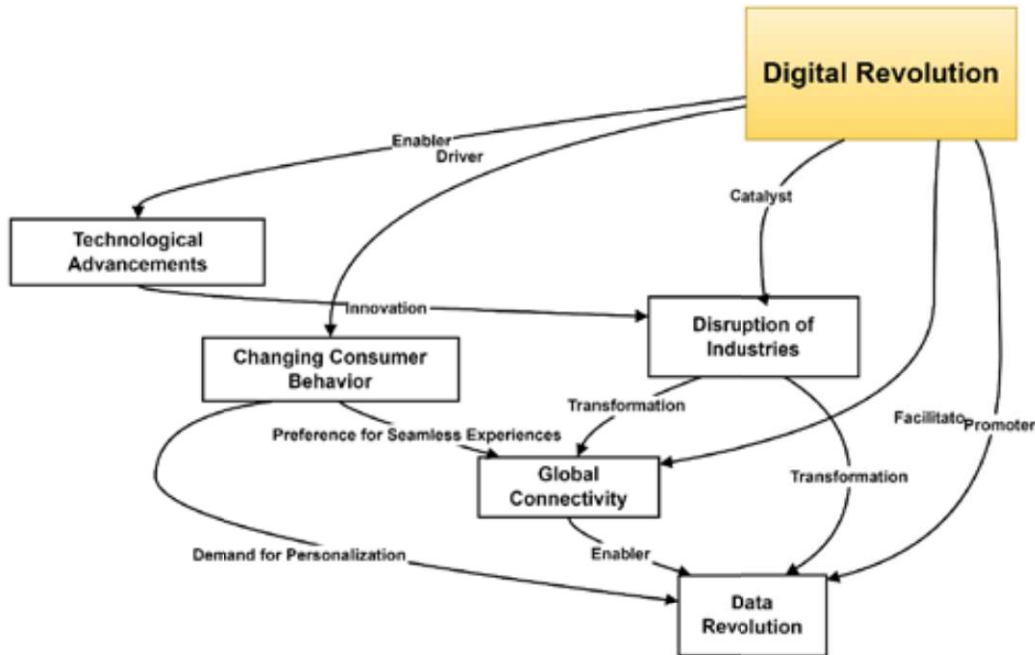 Digital Revolution
Enabler
Driver
Catalyst
Technological
Advancements
Innovation
Disruption of
Industries
Changing Consumer
Behavior
Transformation
Facilitato
Promoter
Preference for Seamless Experiences
Global
Connectivity
Transformation
Demand for Personalization
Enabler
Data
Revolution